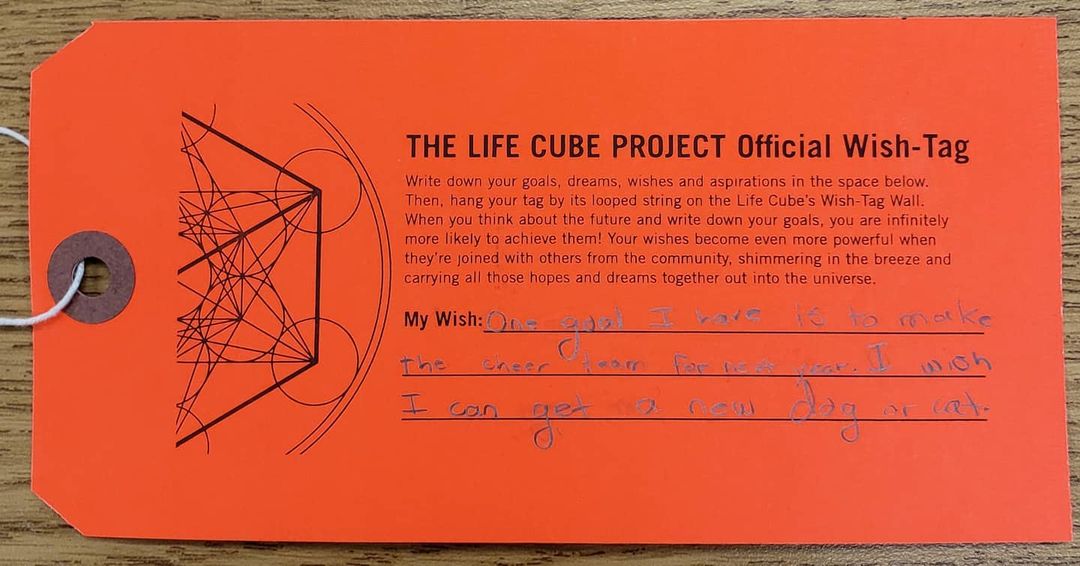 THE LIFE CUBE PROJECT Official Wish-Tag
Write down your goals, dreams, wishes and aspirations in the space below.
Then, hang your tag by its looped string on the Life Cube's Wish-Tag Wall.
When you think about the future and write down your goals, you are infinitely
more likely to achieve them! Your wishes become even more powerful when
they're joined with others from the community, shimmering in the breeze and
carrying all those hopes and dreams together out into the universe.
My Wish: One goal I have is to make
the cheer team for next year. I wish
I can get a new dog or cat.